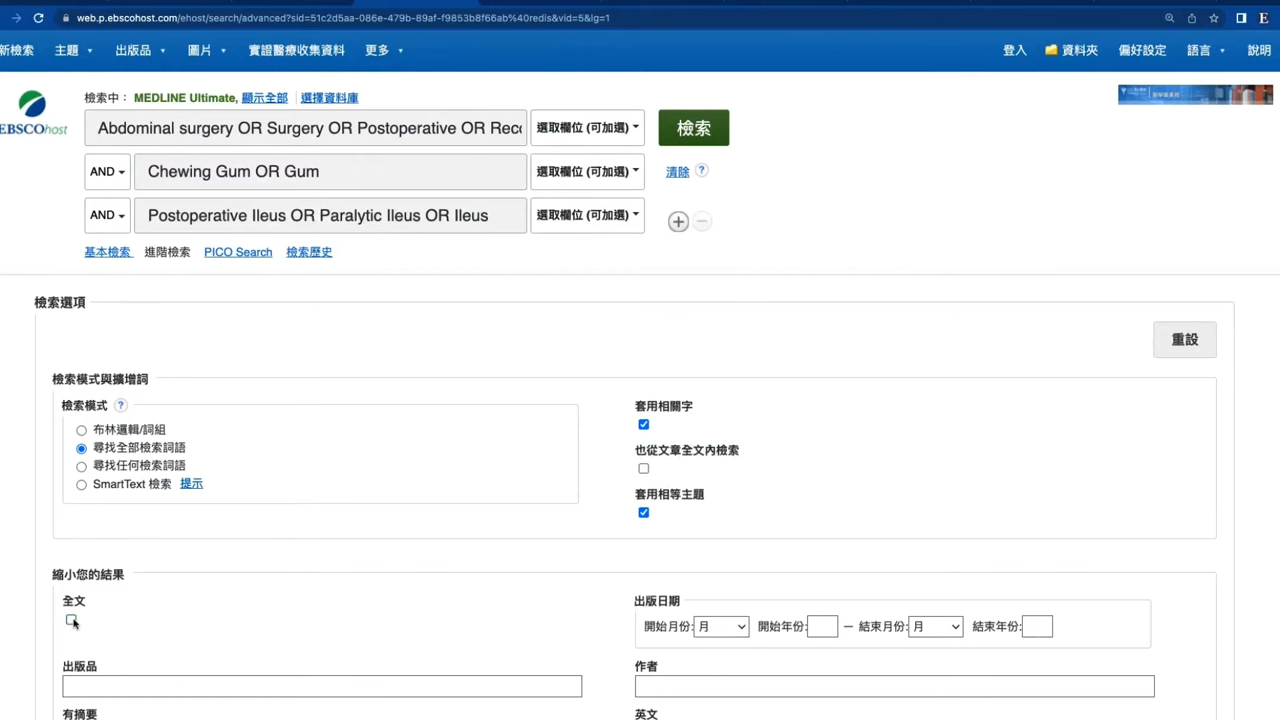 web.p.ebscohost.com/ehost/search/advanced?sid=51c2d5aa-086e-479b-89af-f9853b8f66ab%40redis&vid=5&lg=1
E
新檢索 主題 出版品 圖片 實證醫療收集資料 更多 登入 資料夾 偏好設定 語言 說明
檢索中： MEDLINE Ultimate, 顯示全部 選擇資料庫
EBSCOhost
Abdominal surgery OR Surgery OR Postoperative OR Rec 選取欄位 (可加選) 檢索
AND Chewing Gum OR Gum 選取欄位 (可加選) 清除 ?
AND Postoperative Ileus OR Paralytic Ileus OR Ileus 選取欄位 (可加選)
基本檢索 進階檢索 PICO Search 檢索歷史
檢索選項
重設
檢索模式與擴增詞
檢索模式 ?
布林邏輯/詞組
尋找全部檢索詞語
尋找任何檢索詞語
SmartText 檢索 提示
套用相關字
也從文章全文內檢索
套用相等主題
縮小您的結果
全文
出版日期
開始月份: 月 開始年份: – 結束月份: 月 結束年份:
出版品
作者
有摘要
英文